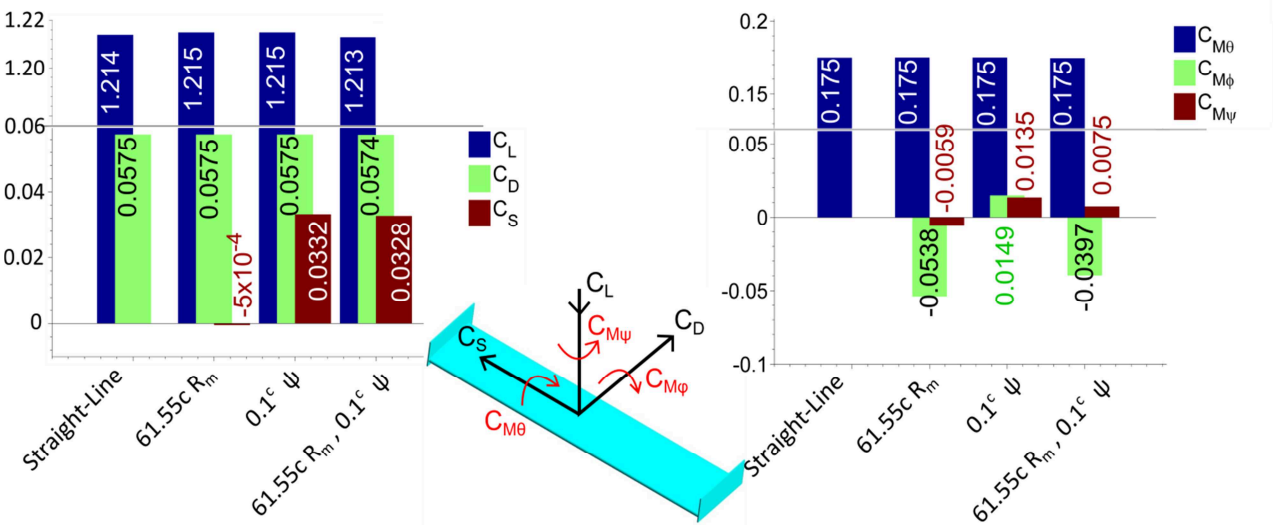 1.22
1.20
0.06
0.04
0.02
0
1.214
0.0575
1.215
0.0575
-5x10⁻⁴
1.215
0.0575
0.0332
1.213
0.0574
0.0328
C_L
C_D
C_S
Straight-Line
61.55c R_m
0.1ᶜ ψ
61.55c R_m , 0.1ᶜ ψ
C_L
C_D
C_S
C_Mψ
C_Mφ
C_Mθ
0.2
0.15
0.05
0
-0.05
-0.1
0.175
0.175
-0.0538
-0.0059
0.175
0.0149
0.0135
0.175
-0.0397
0.0075
C_Mθ
C_Mϕ
C_Mψ
Straight-Line
61.55c R_m
0.1ᶜ ψ
61.55c R_m , 0.1ᶜ ψ